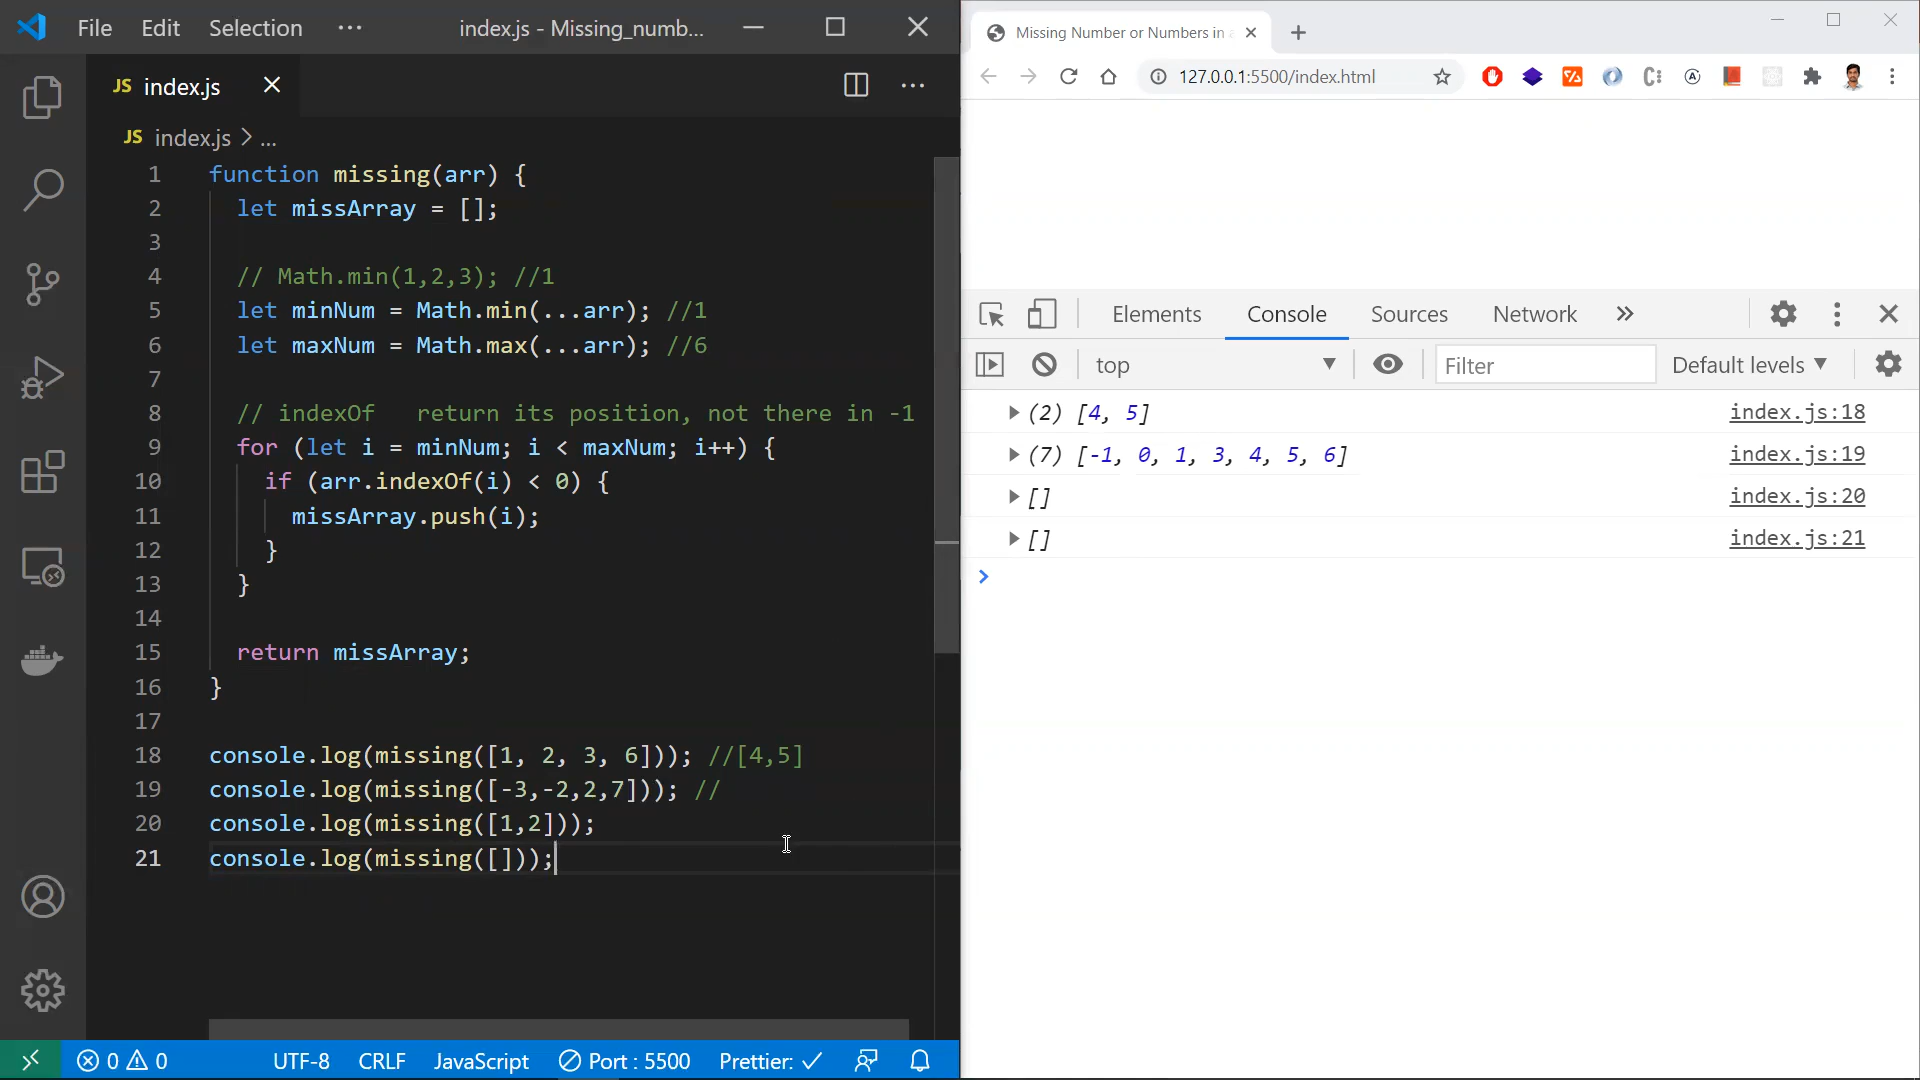 File Edit Selection ··· index.js - Missing_numb...
JS index.js
JS index.js > ...
1 function missing(arr) {
2 let missArray = [];
3
4 // Math.min(1,2,3); //1
5 let minNum = Math.min(...arr); //1
6 let maxNum = Math.max(...arr); //6
7
8 // indexOf   return its position, not there in -1
9 for (let i = minNum; i < maxNum; i++) {
10 if (arr.indexOf(i) < 0) {
11 missArray.push(i);
12 }
13 }
14
15 return missArray;
16 }
17
18 console.log(missing([1, 2, 3, 6])); //[4,5]
19 console.log(missing([-3,-2,2,7])); //
20 console.log(missing([1,2]));
21 console.log(missing([]));
0 0 UTF-8 CRLF JavaScript Port : 5500 Prettier: ✓
Missing Number or Numbers in
127.0.0.1:5500/index.html
Elements Console Sources Network »
top Filter Default levels
(2) [4, 5] index.js:18
(7) [-1, 0, 1, 3, 4, 5, 6] index.js:19
[] index.js:20
[] index.js:21
>